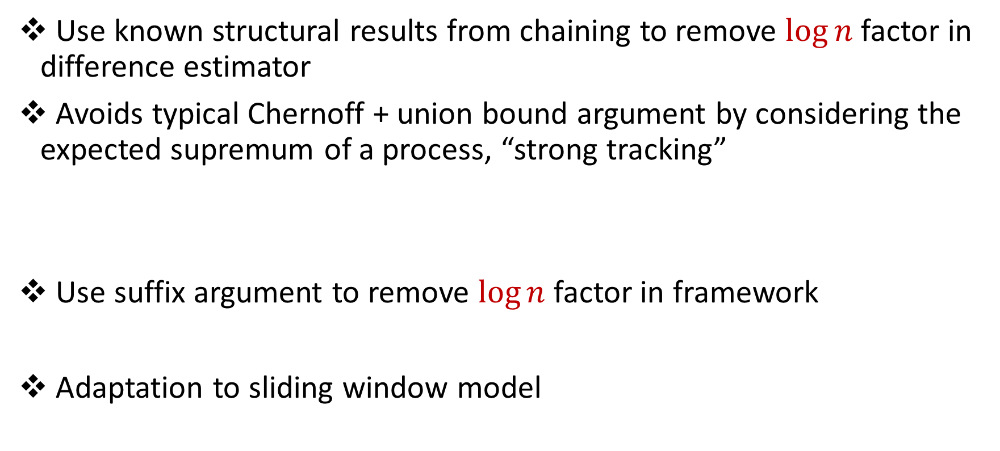 ❖ Use known structural results from chaining to remove log n factor in
difference estimator
❖ Avoids typical Chernoff + union bound argument by considering the
expected supremum of a process, “strong tracking”
❖ Use suffix argument to remove log n factor in framework
❖ Adaptation to sliding window model